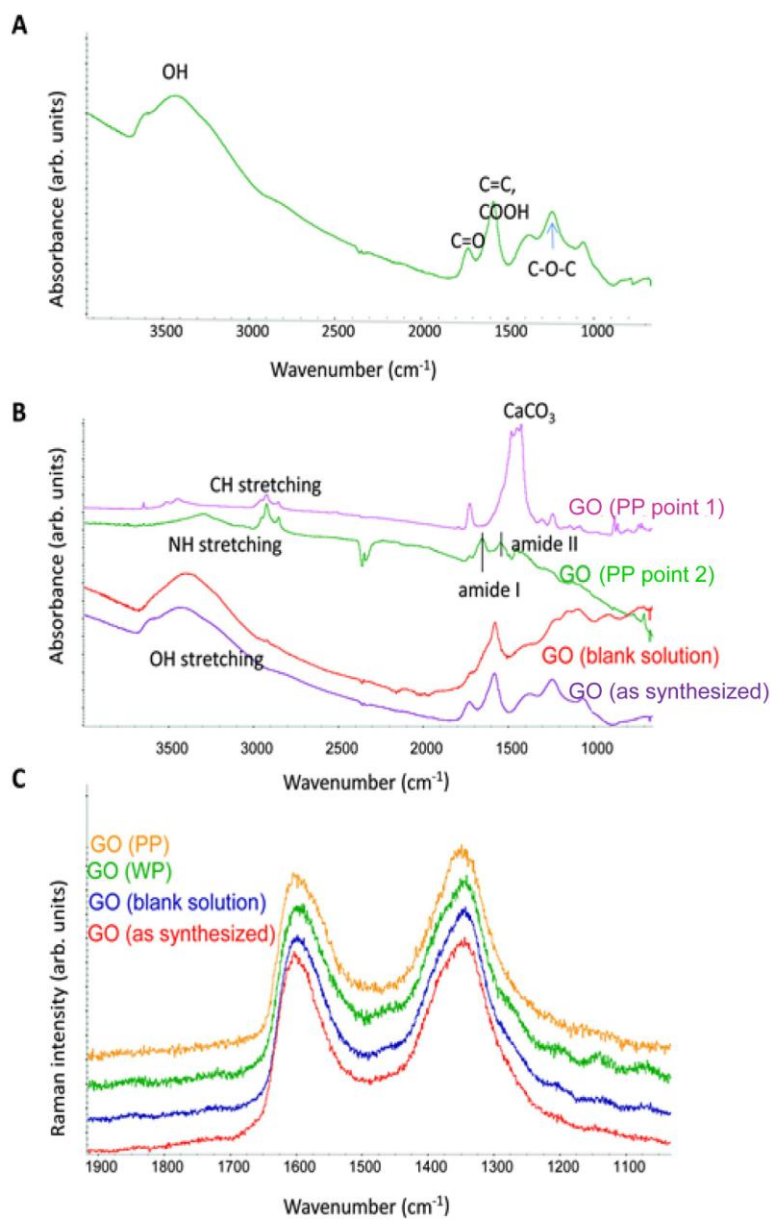 A
OH
C=C,
COOH
C=O
C-O-C
Absorbance (arb. units)
3500 3000 2500 2000 1500 1000
Wavenumber (cm⁻¹)
B
CaCO₃
CH stretching
GO (PP point 1)
NH stretching
amide II
GO (PP point 2)
amide I
OH stretching
GO (blank solution)
GO (as synthesized)
Absorbance (arb. units)
3500 3000 2500 2000 1500 1000
Wavenumber (cm⁻¹)
C
GO (PP)
GO (WP)
GO (blank solution)
GO (as synthesized)
Raman intensity (arb. units)
1900 1800 1700 1600 1500 1400 1300 1200 1100
Wavenumber (cm⁻¹)